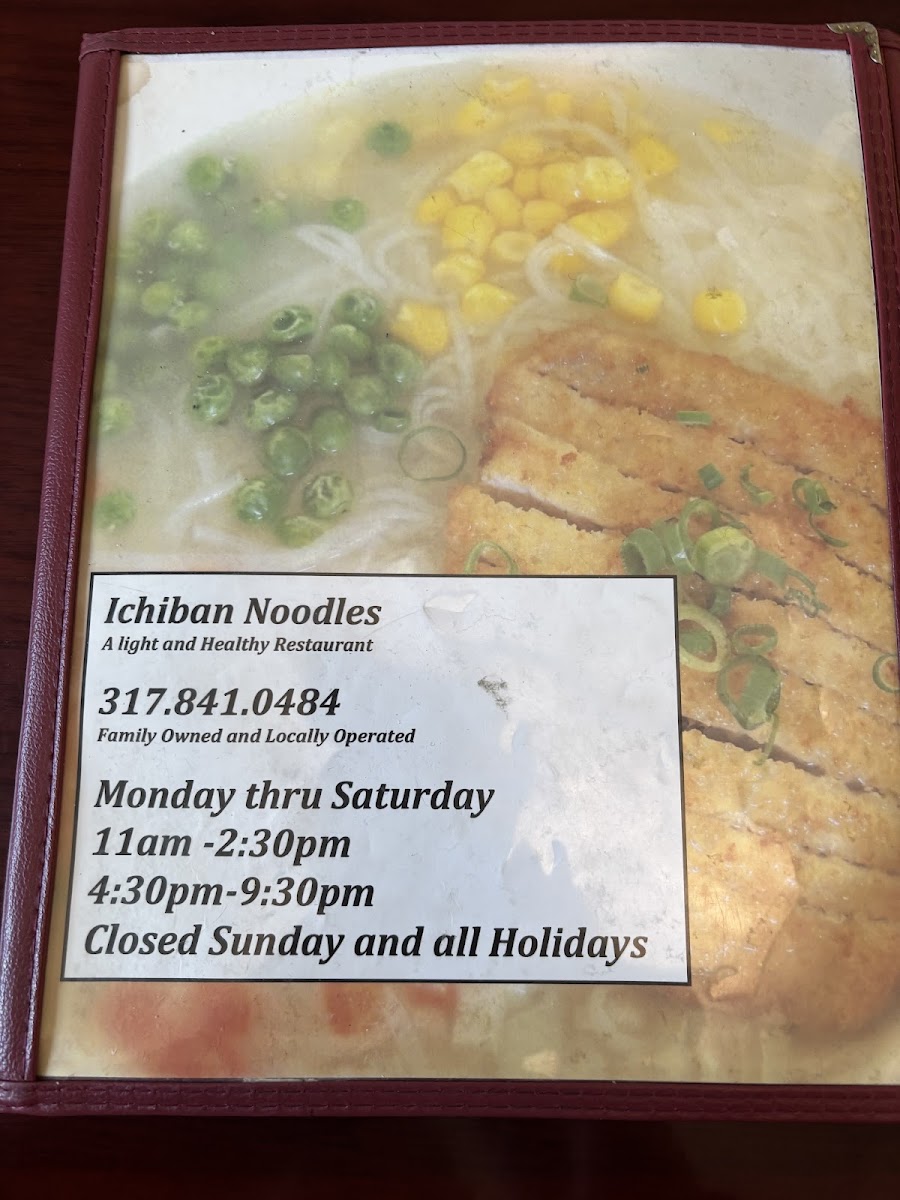 Ichiban Noodles
A light and Healthy Restaurant
317.841.0484
Family Owned and Locally Operated
Monday thru Saturday
11am -2:30pm
4:30pm-9:30pm
Closed Sunday and all Holidays